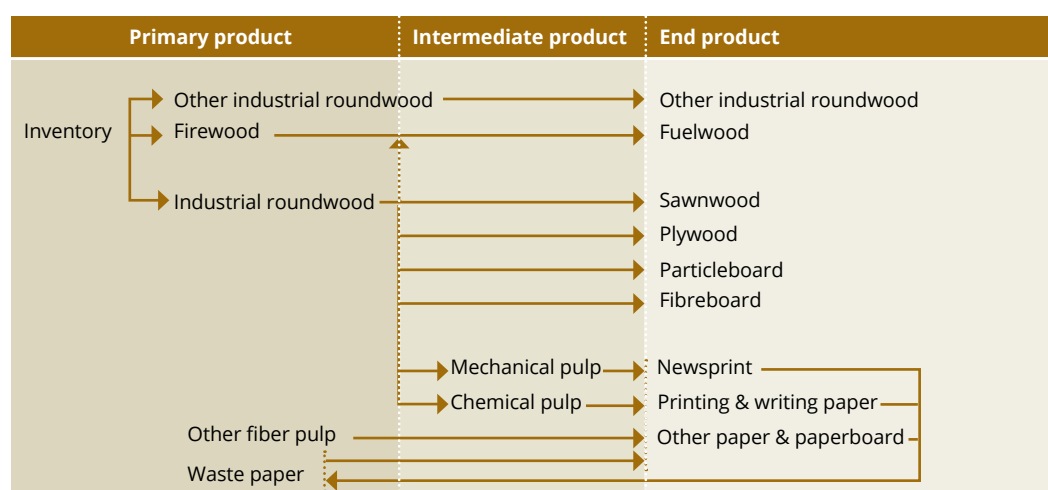 Primary product Intermediate product End product
Other industrial roundwood Other industrial roundwood
Inventory Firewood Fuelwood
Industrial roundwood Sawnwood
Plywood
Particleboard
Fibreboard
Mechanical pulp Newsprint
Chemical pulp Printing & writing paper
Other fiber pulp Other paper & paperboard
Waste paper